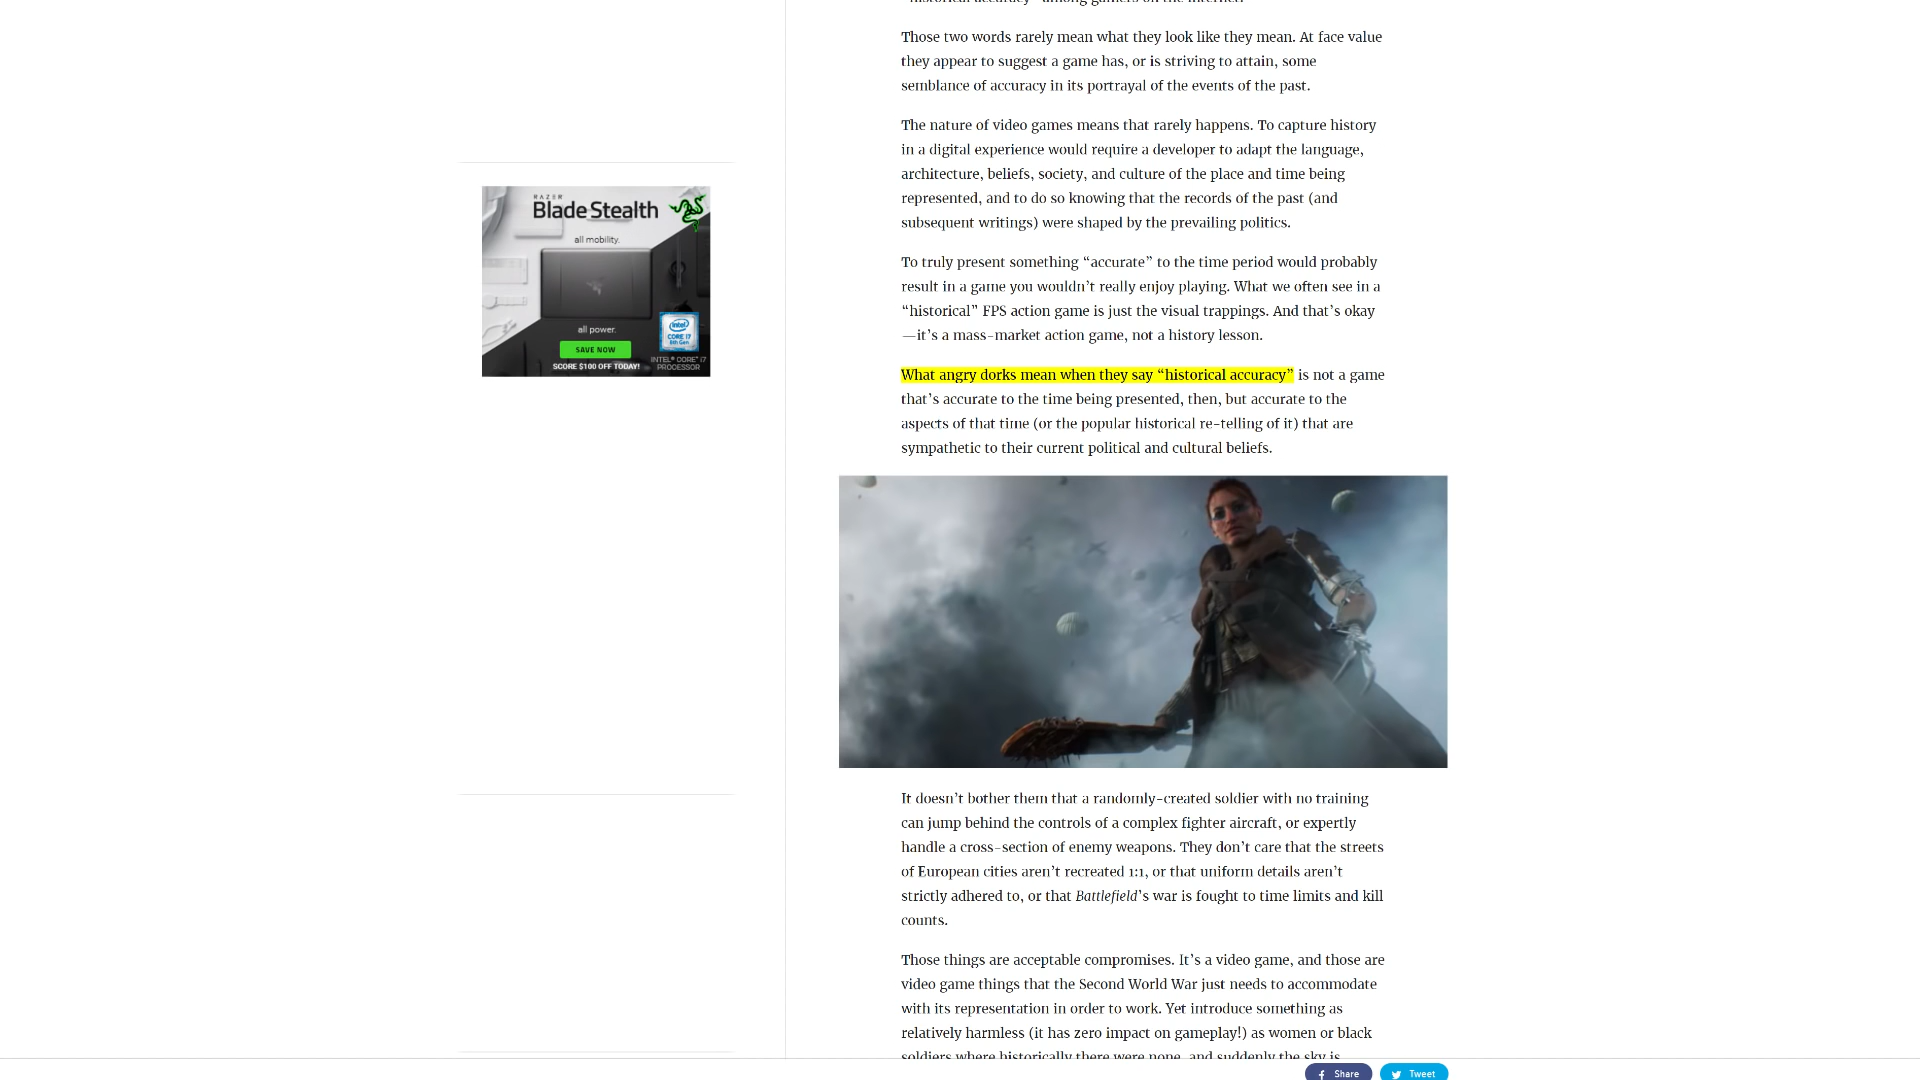 "historical accuracy" among gamers on the internet.
Those two words rarely mean what they look like they mean. At face value
they appear to suggest a game has, or is striving to attain, some
semblance of accuracy in its portrayal of the events of the past.
The nature of video games means that rarely happens. To capture history
in a digital experience would require a developer to adapt the language,
architecture, beliefs, society, and culture of the place and time being
represented, and to do so knowing that the records of the past (and
subsequent writings) were shaped by the prevailing politics.
To truly present something “accurate” to the time period would probably
result in a game you wouldn’t really enjoy playing. What we often see in a
“historical” FPS action game is just the visual trappings. And that’s okay
—it’s a mass-market action game, not a history lesson.
What angry dorks mean when they say “historical accuracy” is not a game
that’s accurate to the time being presented, then, but accurate to the
aspects of that time (or the popular historical re-telling of it) that are
sympathetic to their current political and cultural beliefs.
It doesn’t bother them that a randomly-created soldier with no training
can jump behind the controls of a complex fighter aircraft, or expertly
handle a cross-section of enemy weapons. They don’t care that the streets
of European cities aren’t recreated 1:1, or that uniform details aren’t
strictly adhered to, or that Battlefield’s war is fought to time limits and kill
counts.
Those things are acceptable compromises. It’s a video game, and those are
video game things that the Second World War just needs to accommodate
with its representation in order to work. Yet introduce something as
relatively harmless (it has zero impact on gameplay!) as women or black
soldiers where historically there were none, and suddenly the sky is
RAZER
Blade Stealth
all mobility.
all power.
SAVE NOW
SCORE $100 OFF TODAY!
intel
CORE i7
8th Gen
INTEL® CORE™ i7
PROCESSOR
Share
Tweet